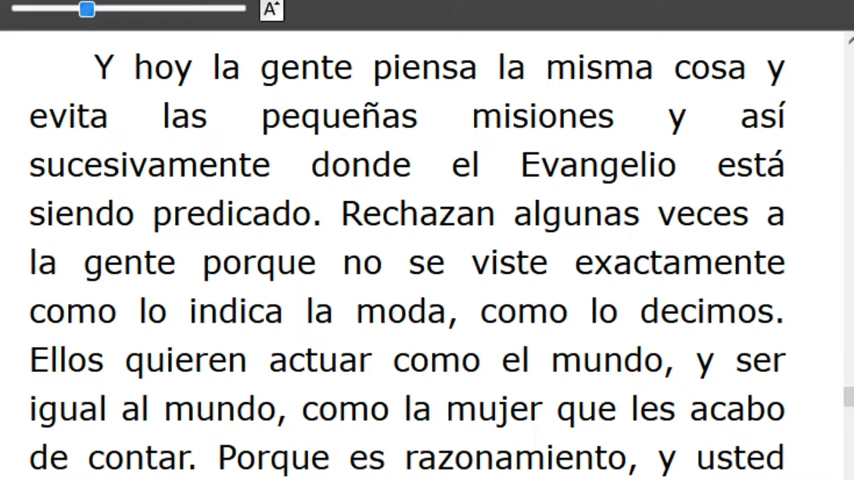 A
Y hoy la gente piensa la misma cosa y
evita las pequeñas misiones y así
sucesivamente donde el Evangelio está
siendo predicado. Rechazan algunas veces a
la gente porque no se viste exactamente
como lo indica la moda, como lo decimos.
Ellos quieren actuar como el mundo, y ser
igual al mundo, como la mujer que les acabo
de contar. Porque es razonamiento, y usted